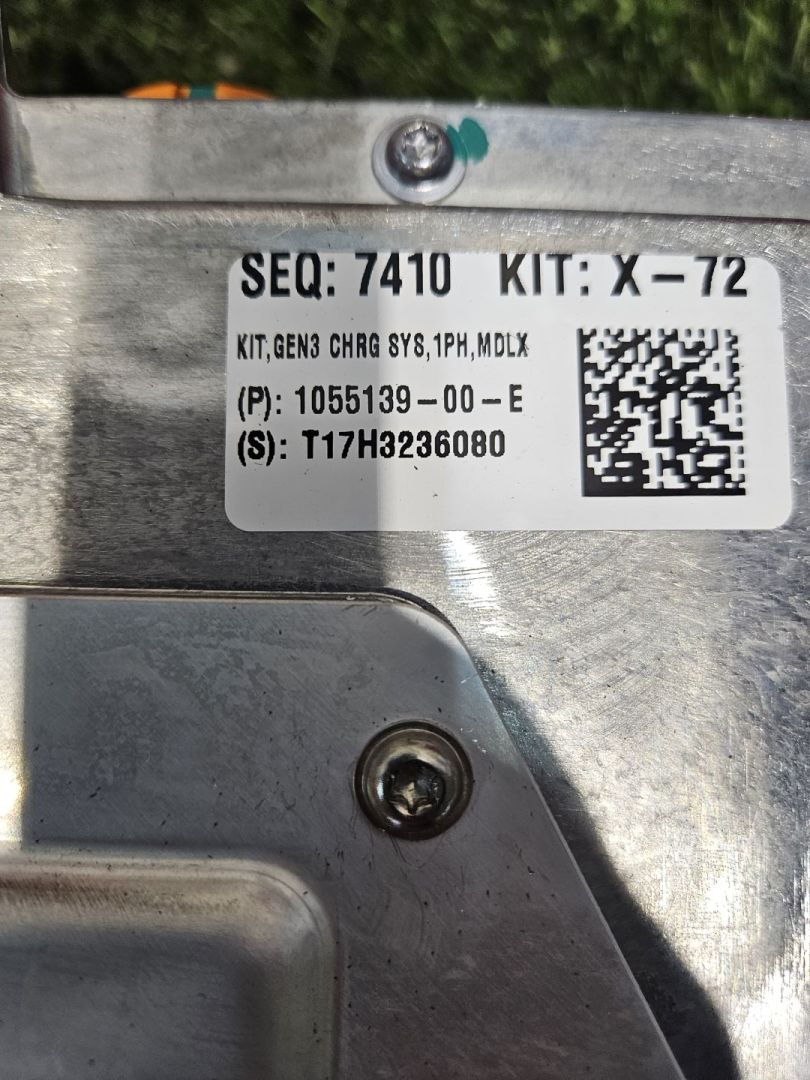 SEQ: 7410 KIT: X-72
KIT,GEN3 CHRG SYS,1PH,MDLX
(P): 1055139-00-E
(S): T17H3236080